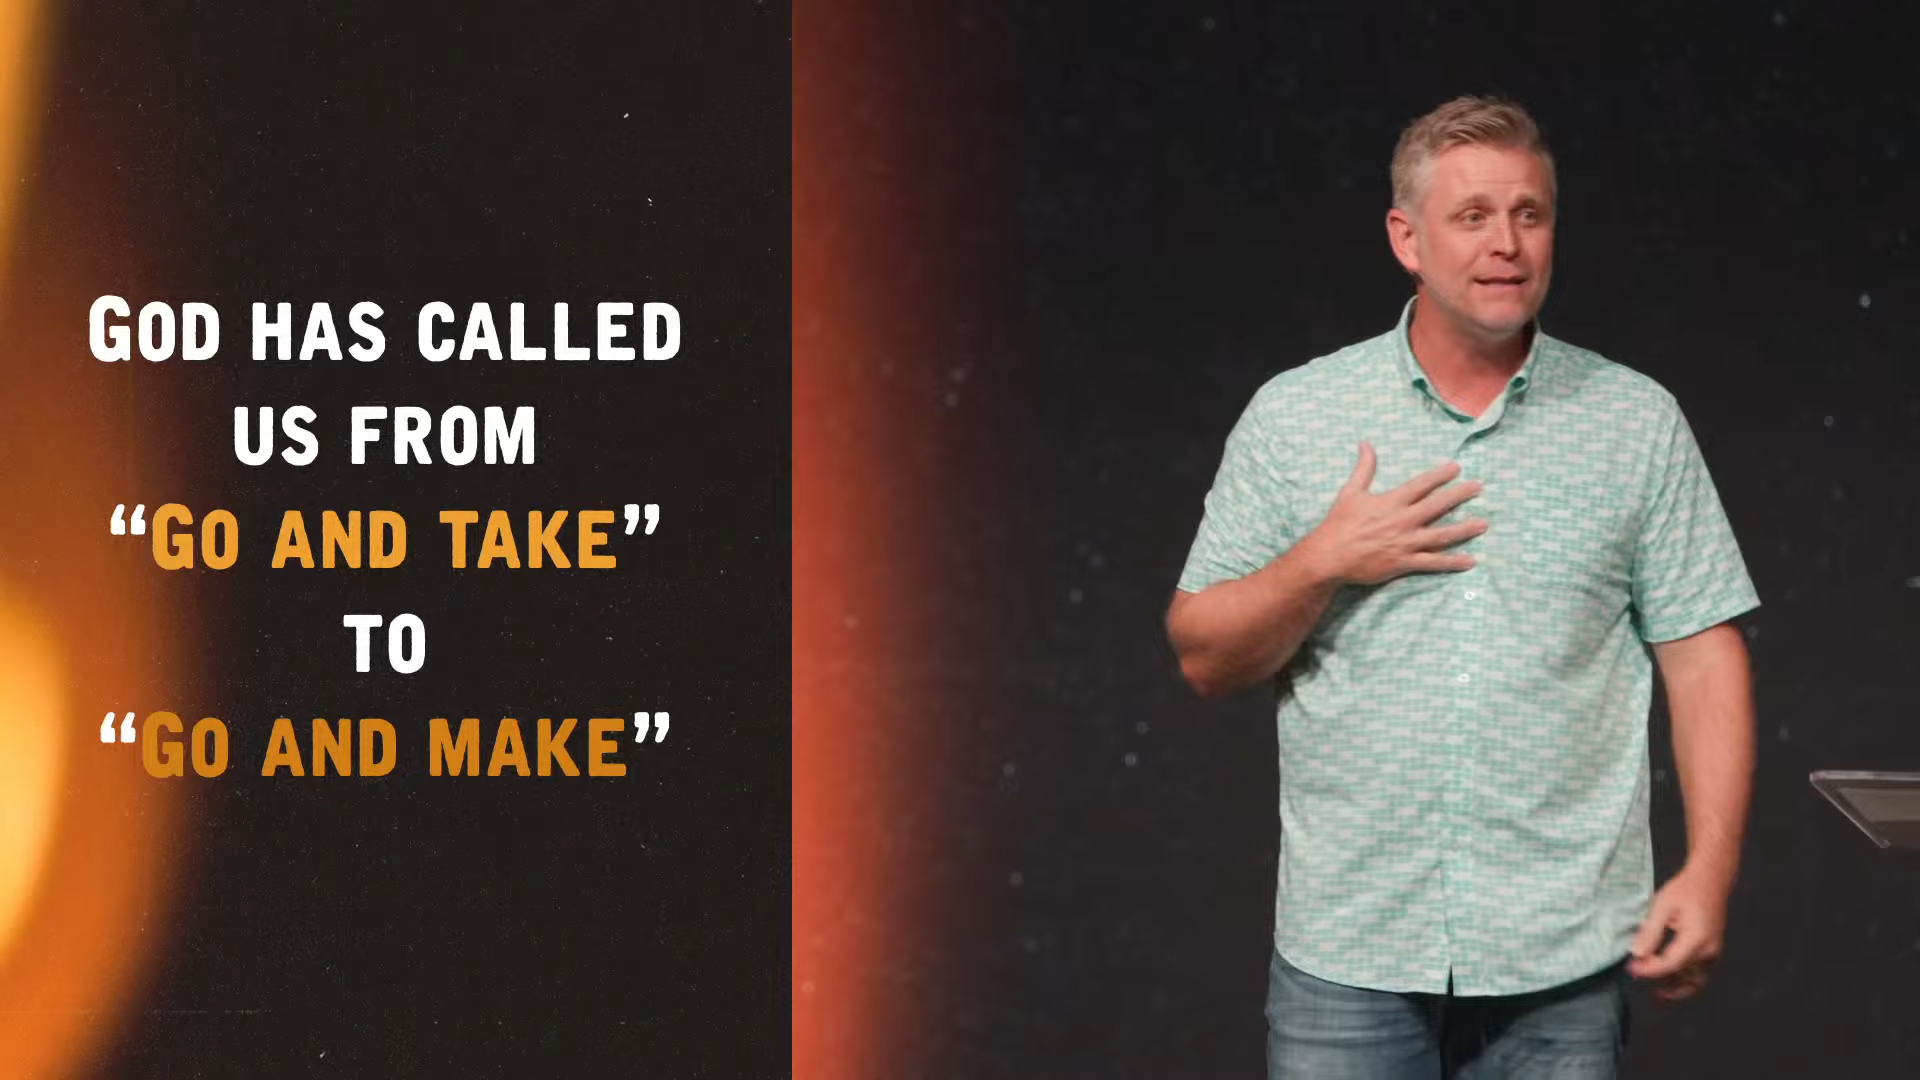 God has called
us from
“Go and take”
to
“Go and make”